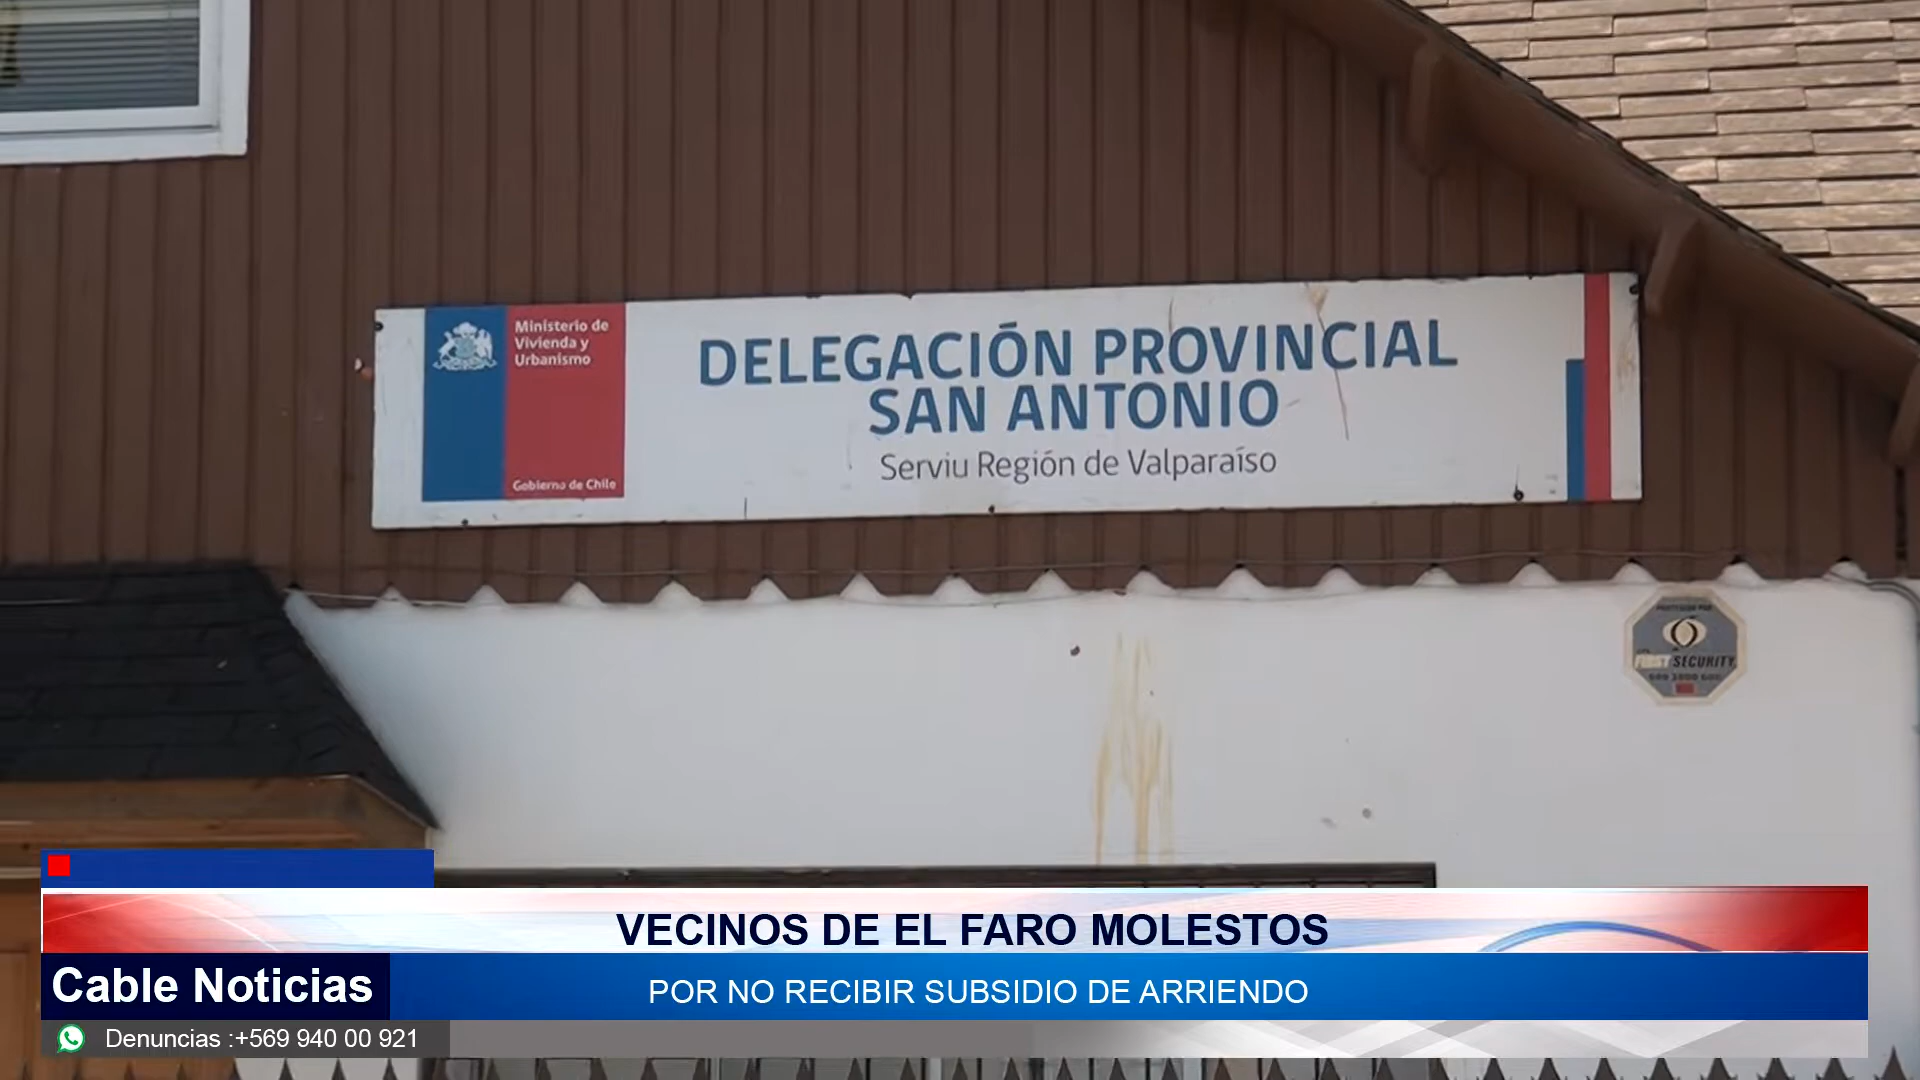 Ministerio de
Vivienda y
Urbanismo
Gobierno de Chile
DELEGACIÓN PROVINCIAL
SAN ANTONIO
Serviu Región de Valparaíso
FIRST SECURITY
VECINOS DE EL FARO MOLESTOS
Cable Noticias
POR NO RECIBIR SUBSIDIO DE ARRIENDO
Denuncias :+569 940 00 921